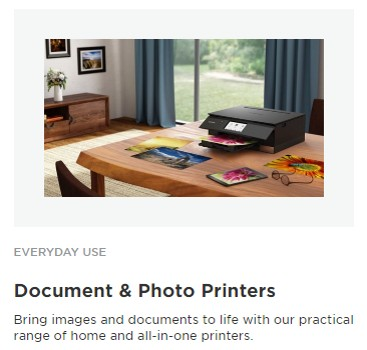 EVERYDAY USE
Document & Photo Printers
Bring images and documents to life with our practical
range of home and all-in-one printers.